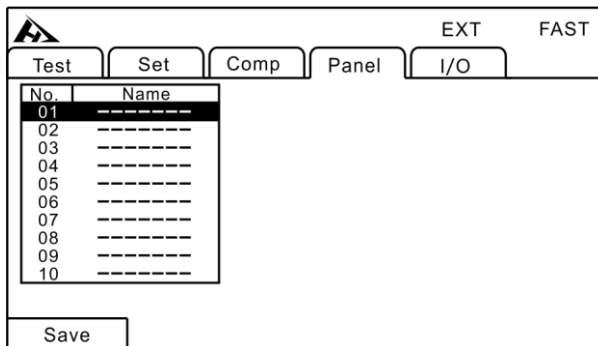 EXT FAST
Test Set Comp Panel I/O
No. Name
01 -------
02 -------
03 -------
04 -------
05 -------
06 -------
07 -------
08 -------
09 -------
10 -------
Save